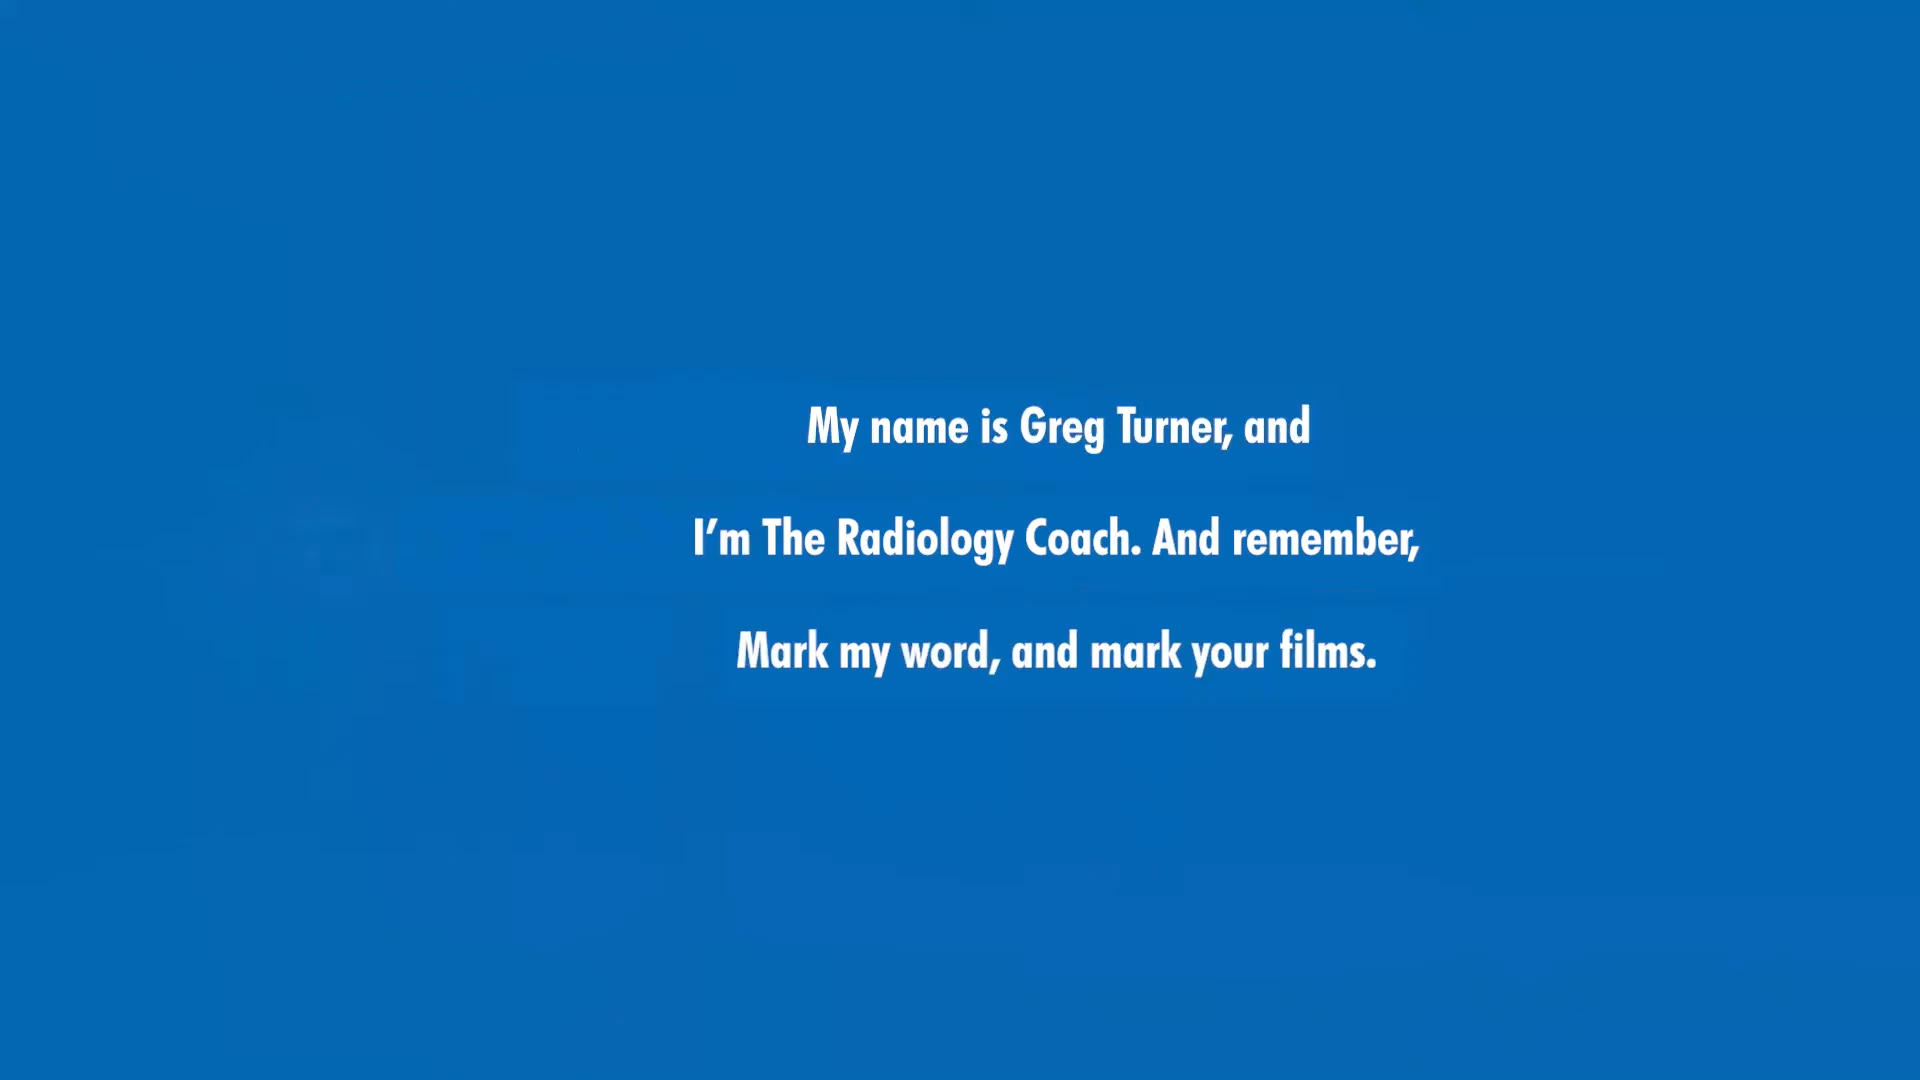 My name is Greg Turner, and
I’m The Radiology Coach. And remember,
Mark my word, and mark your films.